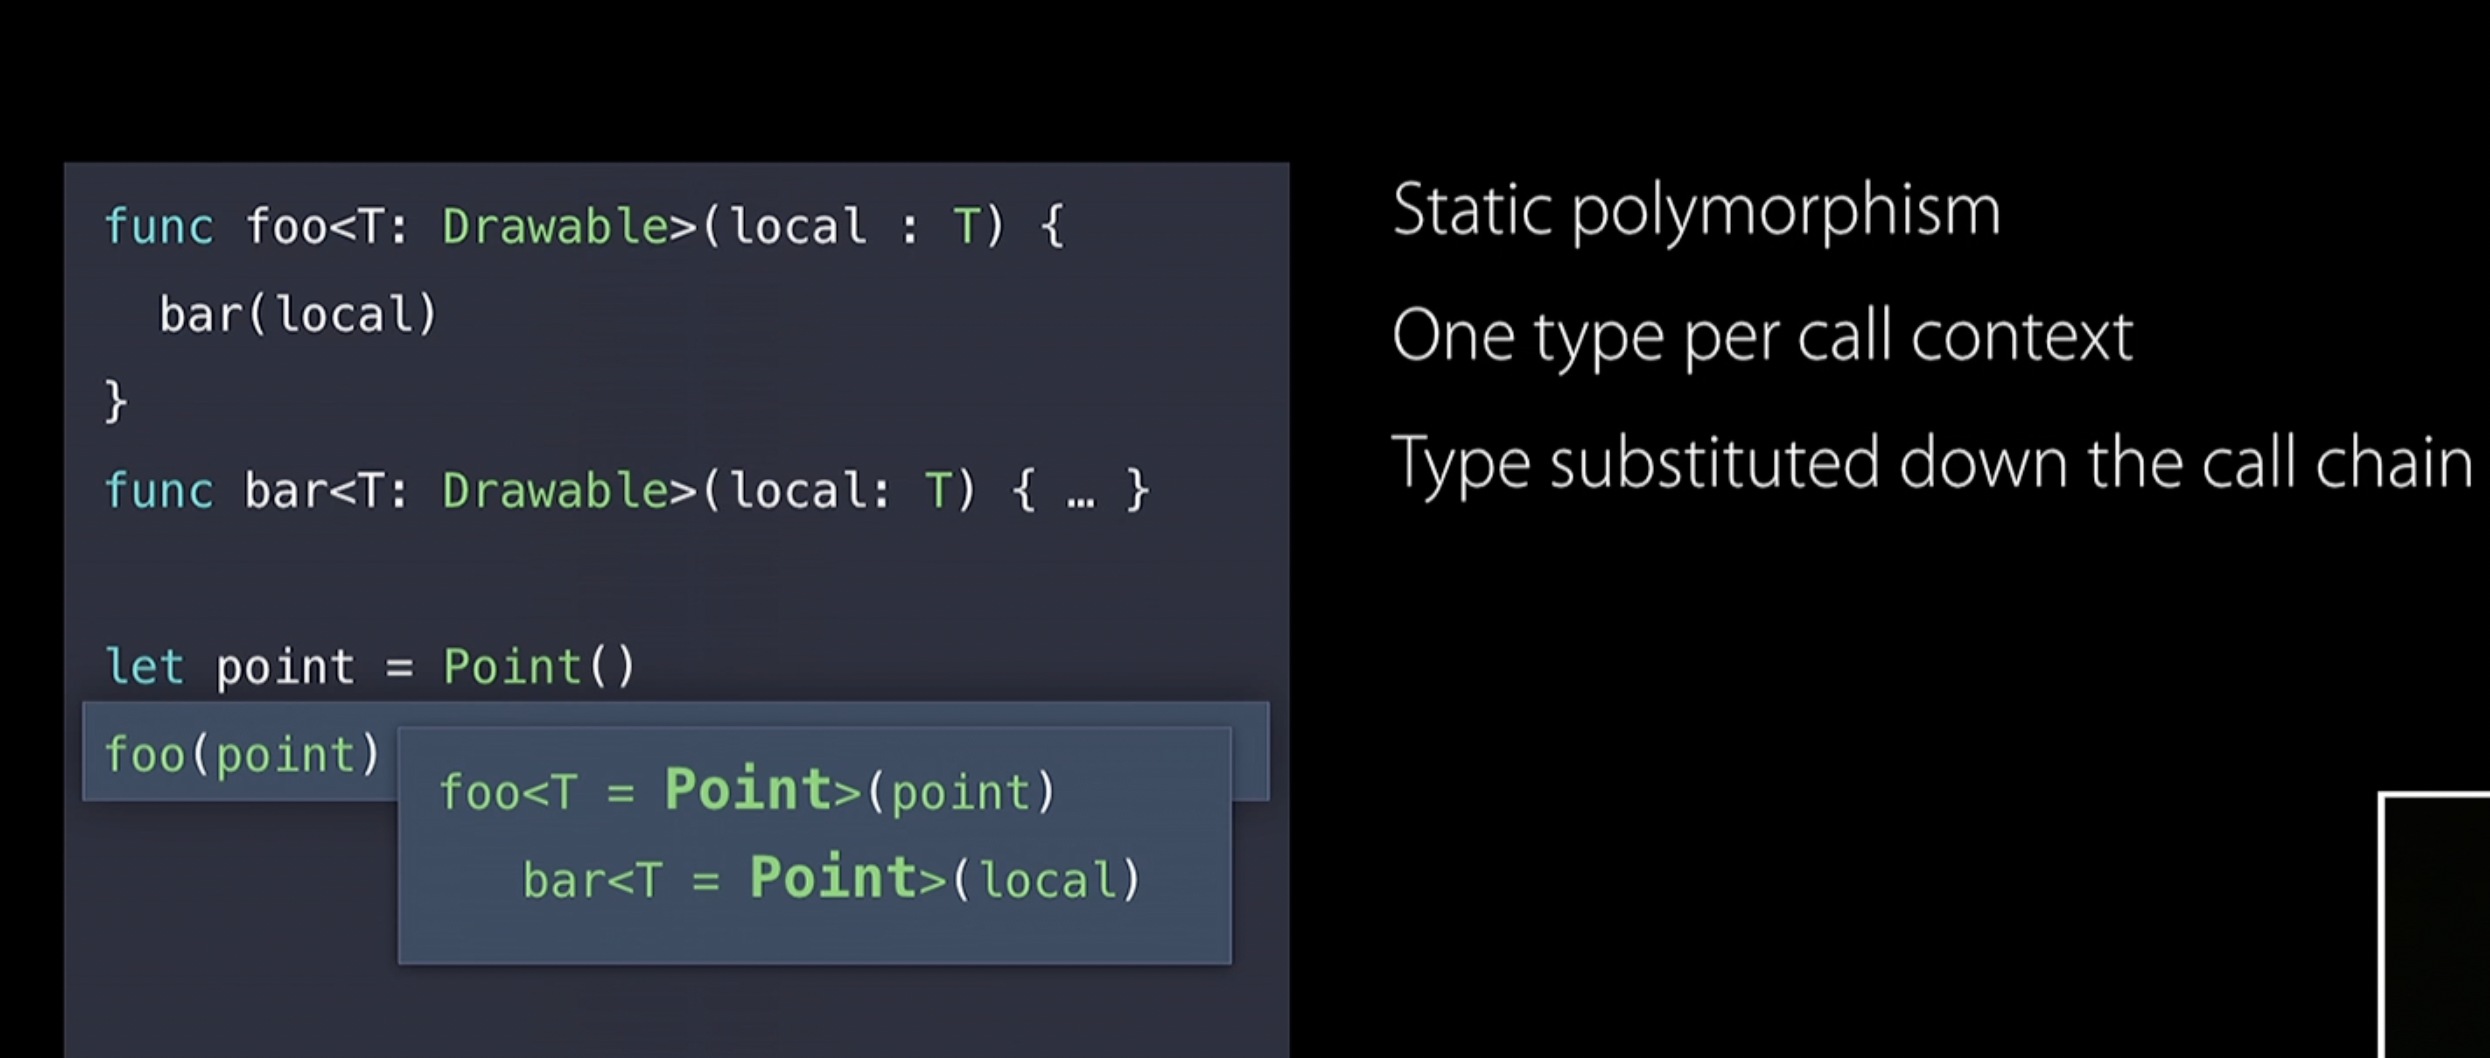 func foo<T: Drawable>(local : T) {
  bar(local)
}
func bar<T: Drawable>(local: T) { … }
let point = Point()
foo(point)
foo<T = Point>(point)
  bar<T = Point>(local)
Static polymorphism
One type per call context
Type substituted down the call chain